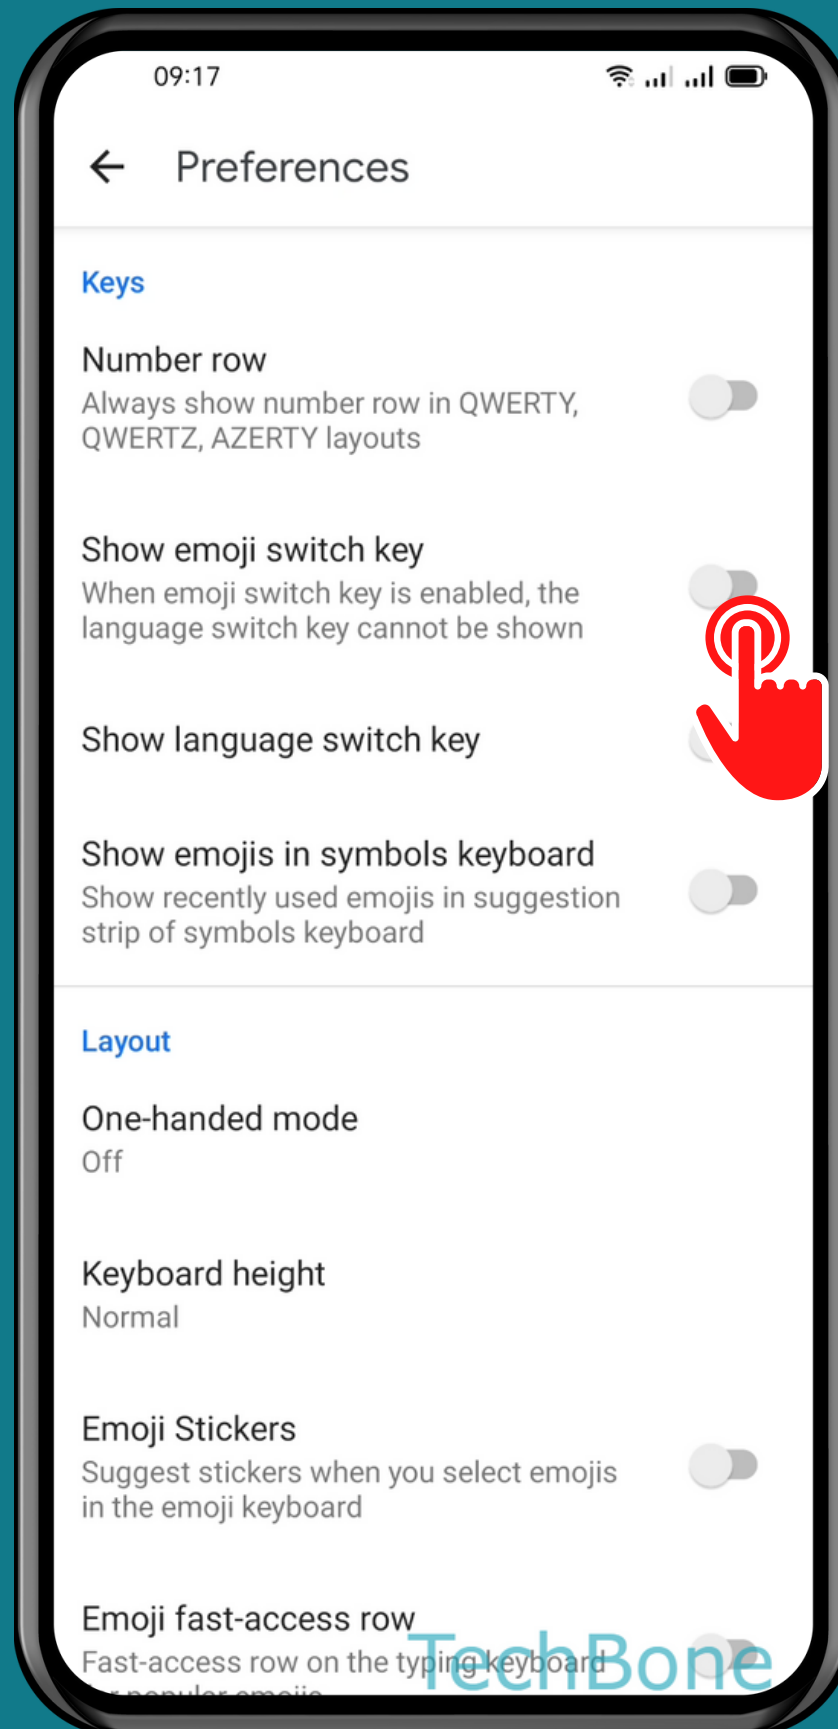 09:17
Preferences
Keys
Number row
Always show number row in QWERTY,
QWERTZ, AZERTY layouts
Show emoji switch key
When emoji switch key is enabled, the
language switch key cannot be shown
Show language switch key
Show emojis in symbols keyboard
Show recently used emojis in suggestion
strip of symbols keyboard
Layout
One-handed mode
Off
Keyboard height
Normal
Emoji Stickers
Suggest stickers when you select emojis
in the emoji keyboard
Emoji fast-access row
Fast-access row on the typing keyboard
TechBone